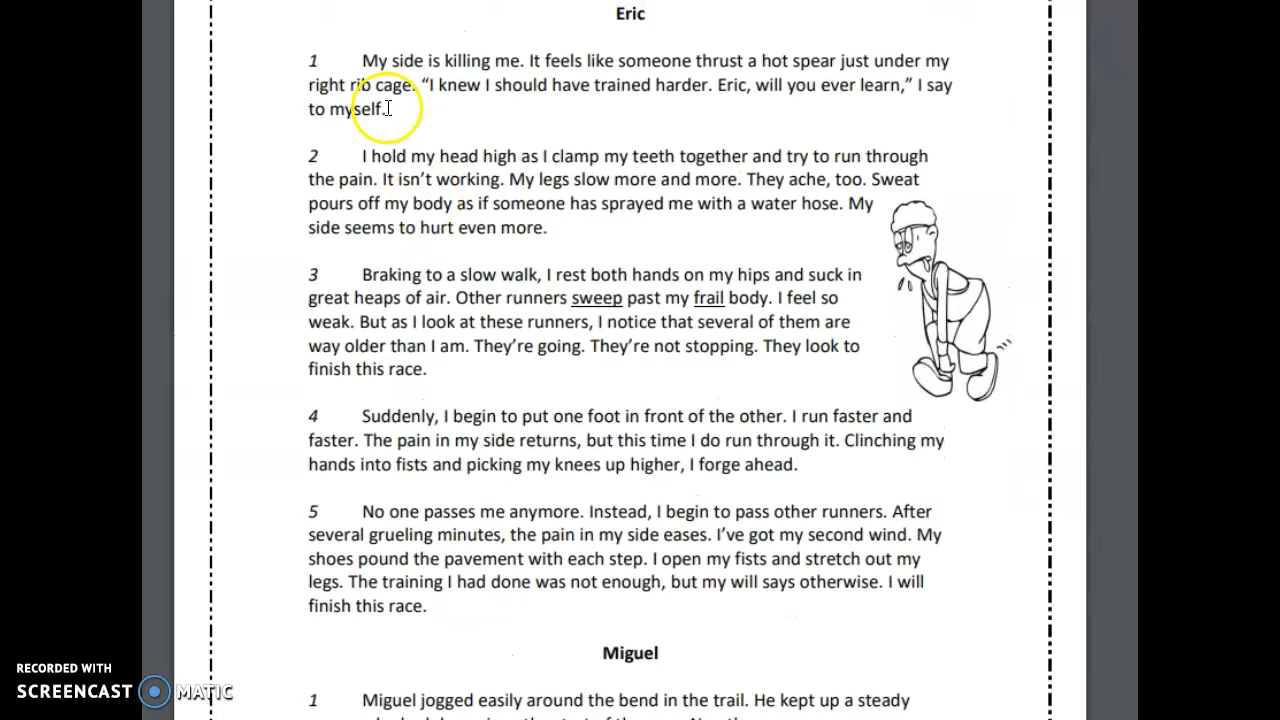 Eric
1 My side is killing me. It feels like someone thrust a hot spear just under my
right rib cage. “I knew I should have trained harder. Eric, will you ever learn,” I say
to myself.
2 I hold my head high as I clamp my teeth together and try to run through
the pain. It isn’t working. My legs slow more and more. They ache, too. Sweat
pours off my body as if someone has sprayed me with a water hose. My
side seems to hurt even more.
3 Braking to a slow walk, I rest both hands on my hips and suck in
great heaps of air. Other runners sweep past my frail body. I feel so
weak. But as I look at these runners, I notice that several of them are
way older than I am. They’re going. They’re not stopping. They look to
finish this race.
4 Suddenly, I begin to put one foot in front of the other. I run faster and
faster. The pain in my side returns, but this time I do run through it. Clinching my
hands into fists and picking my knees up higher, I forge ahead.
5 No one passes me anymore. Instead, I begin to pass other runners. After
several grueling minutes, the pain in my side eases. I’ve got my second wind. My
shoes pound the pavement with each step. I open my fists and stretch out my
legs. The training I had done was not enough, but my will says otherwise. I will
finish this race.
Miguel
1 Miguel jogged easily around the bend in the trail. He kept up a steady
RECORDED WITH
SCREENCAST MATIC